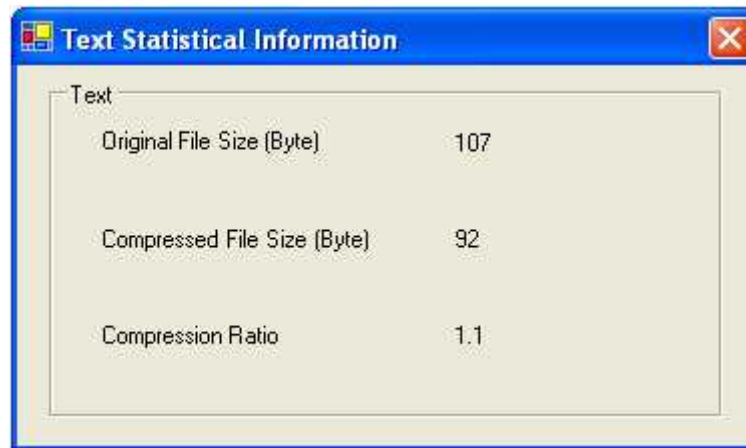 Text Statistical Information
Text
Original File Size (Byte) 107
Compressed File Size (Byte) 92
Compression Ratio 1.1